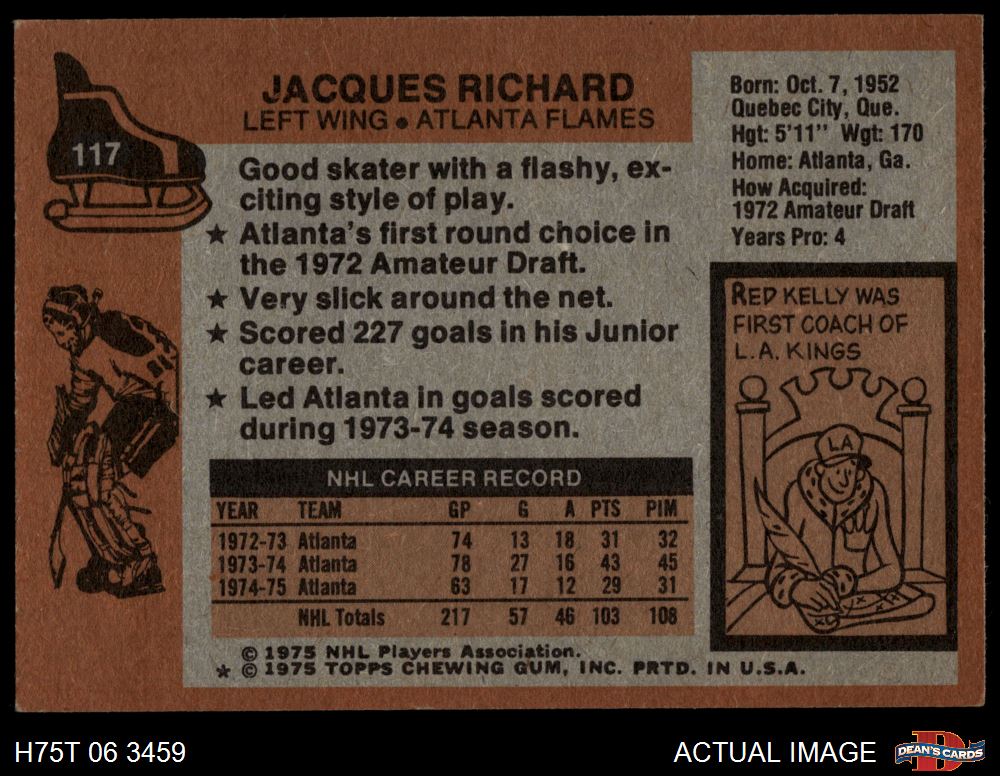 117
JACQUES RICHARD
LEFT WING • ATLANTA FLAMES
Good skater with a flashy, ex-
citing style of play.
★ Atlanta's first round choice in
the 1972 Amateur Draft.
★ Very slick around the net.
★ Scored 227 goals in his Junior
career.
★ Led Atlanta in goals scored
during 1973-74 season.
Born: Oct. 7, 1952
Quebec City, Que.
Hgt: 5'11" Wgt: 170
Home: Atlanta, Ga.
How Acquired:
1972 Amateur Draft
Years Pro: 4
RED KELLY WAS
FIRST COACH OF
L.A. KINGS
LA
NHL CAREER RECORD
YEAR TEAM GP G A PTS PIM
1972-73 Atlanta 74 13 18 31 32
1973-74 Atlanta 78 27 16 43 45
1974-75 Atlanta 63 17 12 29 31
NHL Totals 217 57 46 103 108
© 1975 NHL Players Association.
★ © 1975 TOPPS CHEWING GUM, INC. PRTD. IN U.S.A.
H75T 06 3459
ACTUAL IMAGE
DEAN'S CARDS